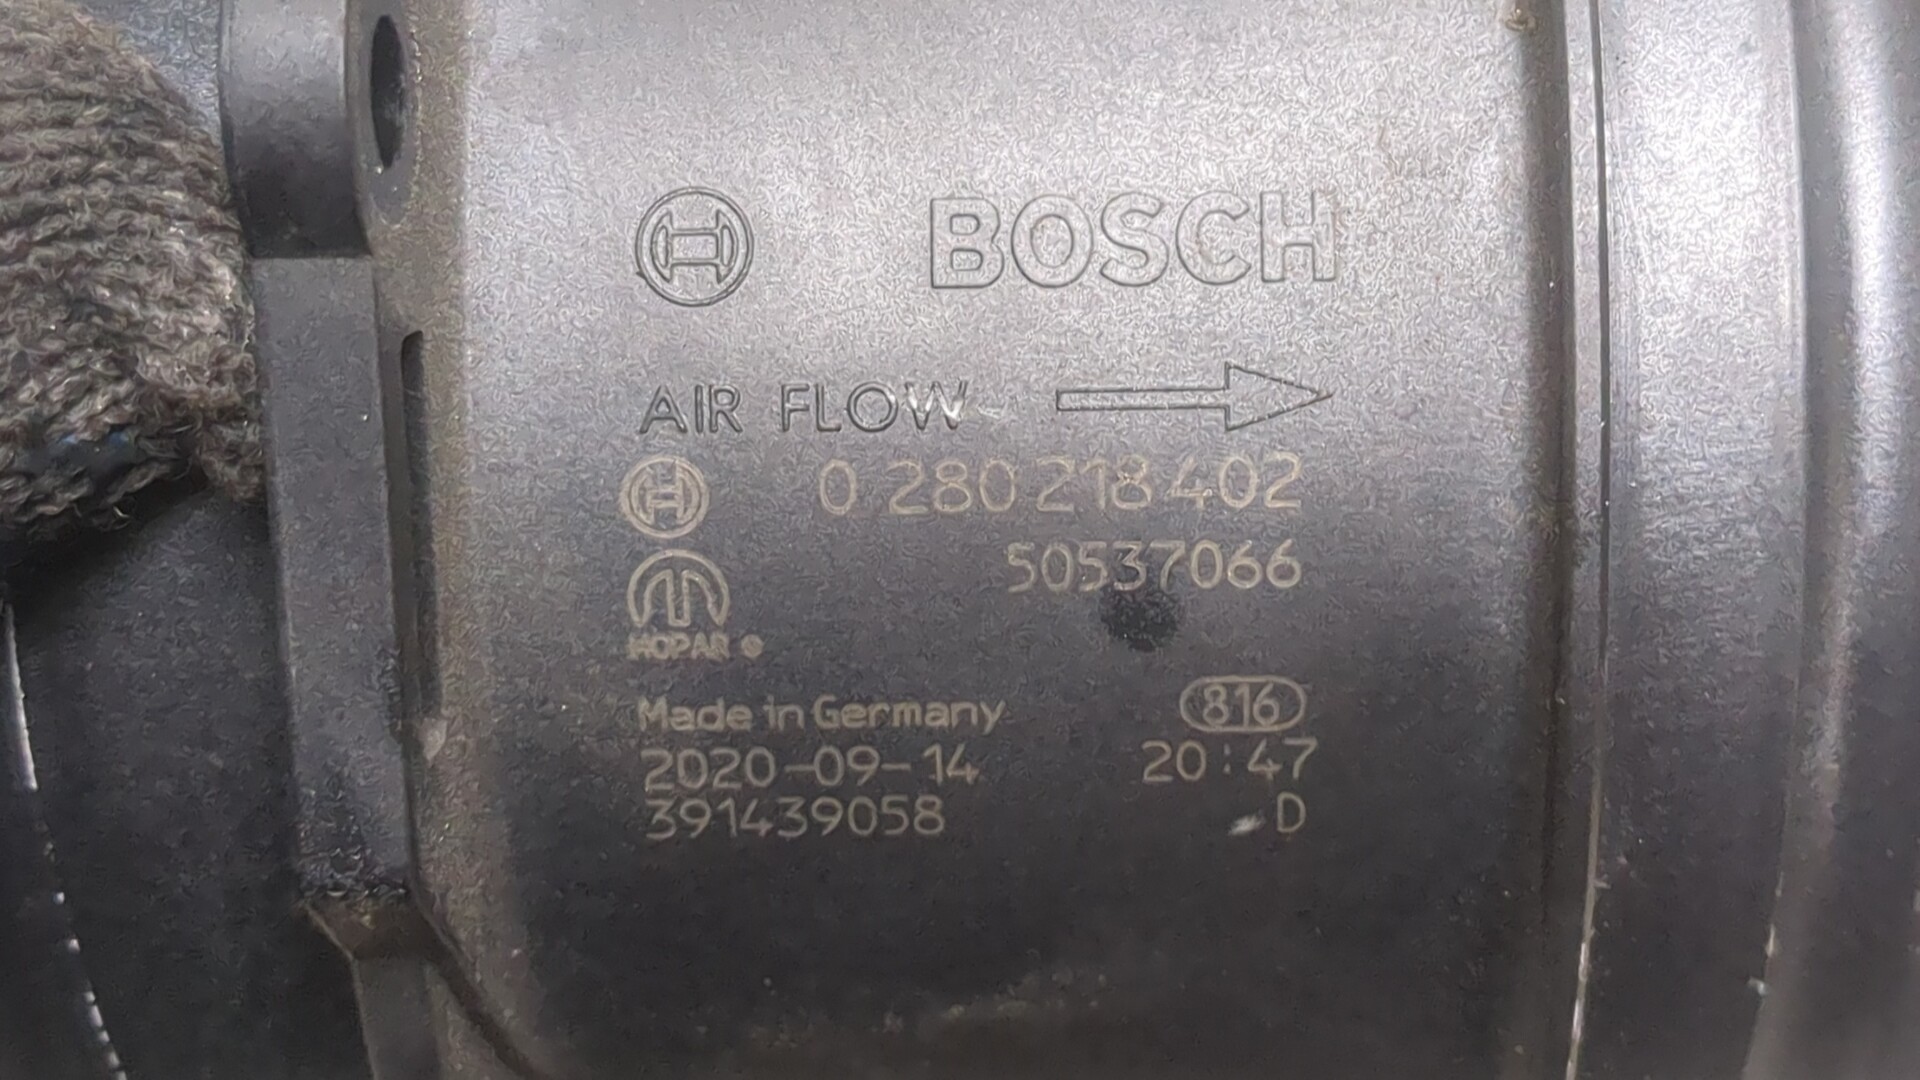 BOSCH
AIR FLOW
0 280 218 402
50537066
MOPAR
Made in Germany 816
2020-09-14 20:47
391439058 D